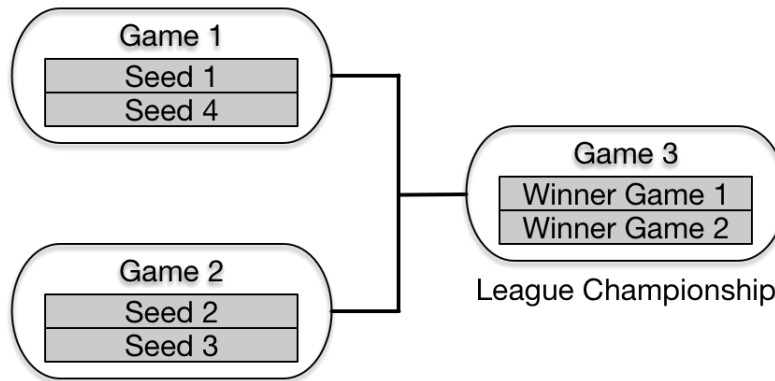 Game 1
Seed 1
Seed 4
Game 2
Seed 2
Seed 3
Game 3
Winner Game 1
Winner Game 2
League Championship